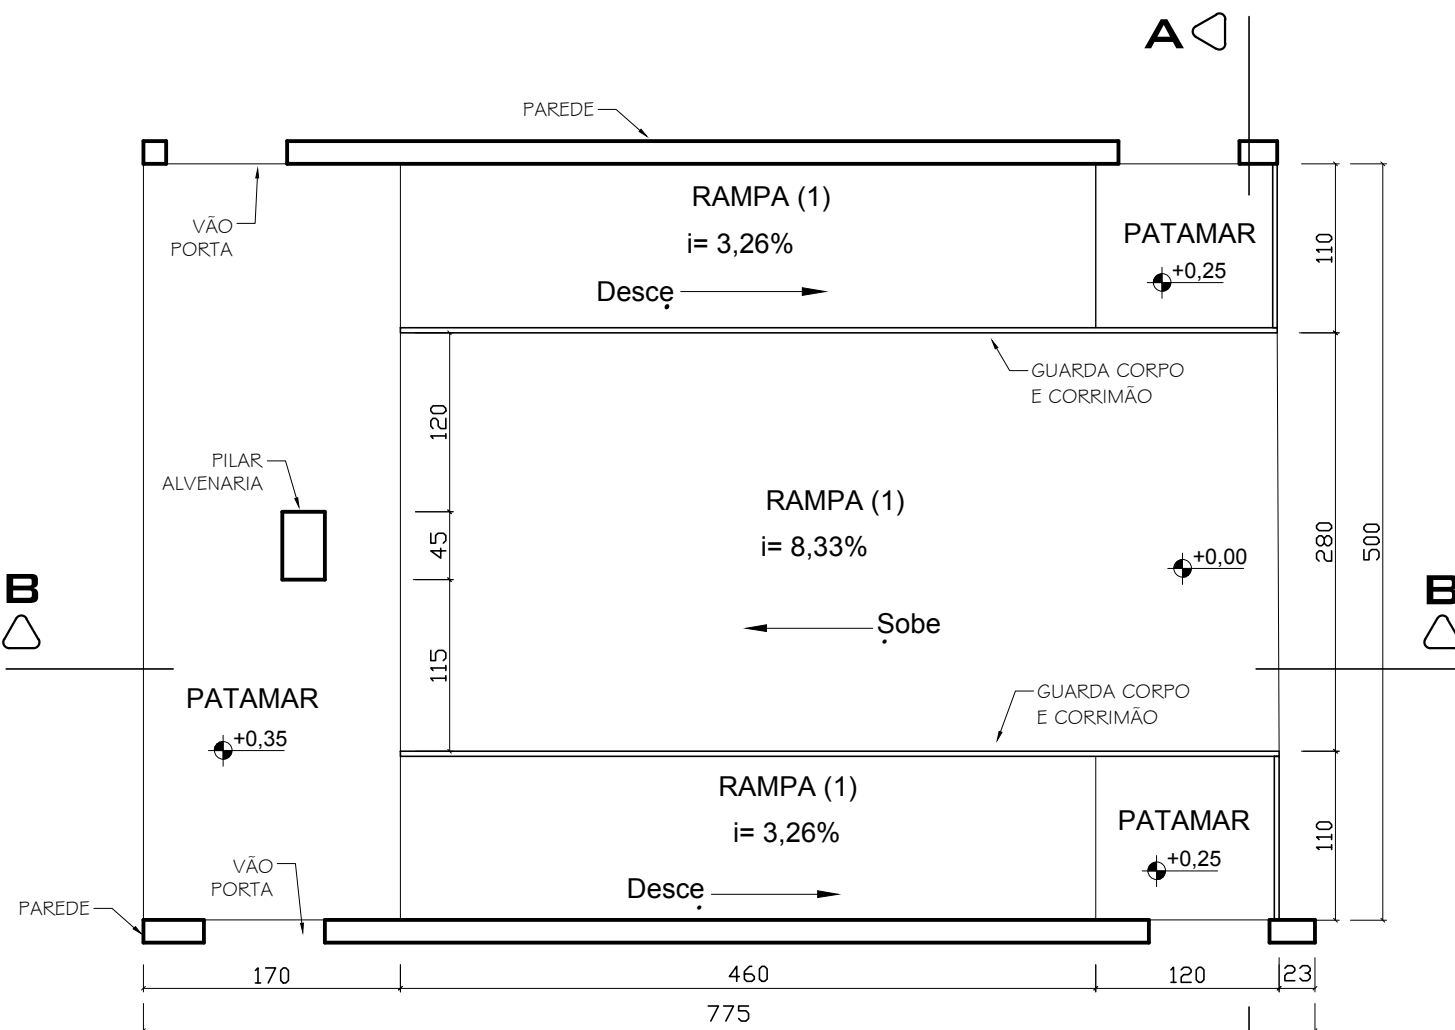 A
PAREDE
RAMPA (1)
i= 3,26%
Desce
PATAMAR
+0,25
110
VÃO
PORTA
GUARDA CORPO
E CORRIMÃO
120
PILAR
ALVENARIA
RAMPA (1)
i= 8,33%
45
+0,00
280
500
B
B
Sobe
115
PATAMAR
+0,35
GUARDA CORPO
E CORRIMÃO
RAMPA (1)
i= 3,26%
Desce
PATAMAR
+0,25
110
VÃO
PORTA
PAREDE
170
460
120
23
775